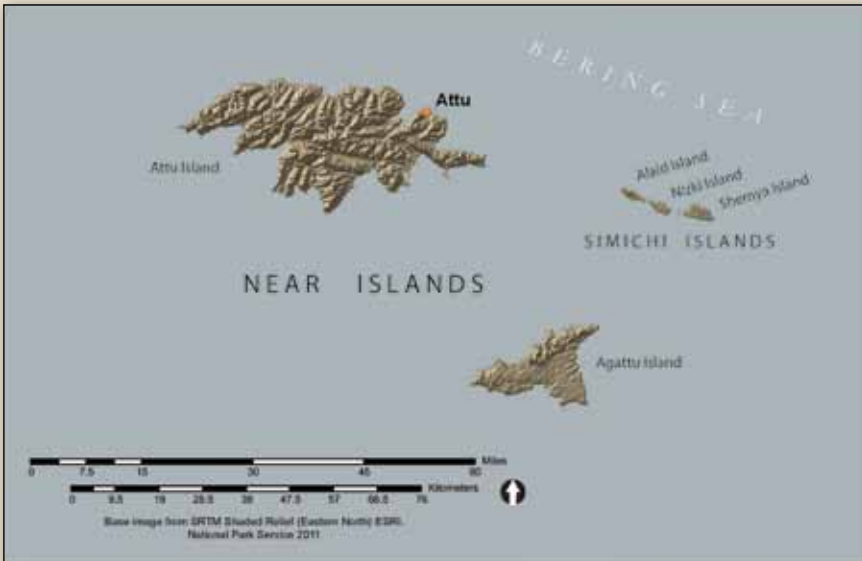 BERING SEA
Attu
Attu Island
Alaid Island
Nizki Island
Shemya Island
SIMICHI ISLANDS
NEAR ISLANDS
Agattu Island
Miles
0 7.5 15 30 45 60
Kilometers
0 9.5 19 28.5 38 47.5 57 66.5 76
Base image from SRTM Shaded Relief (Eastern North) ESRI.
National Park Service 2011